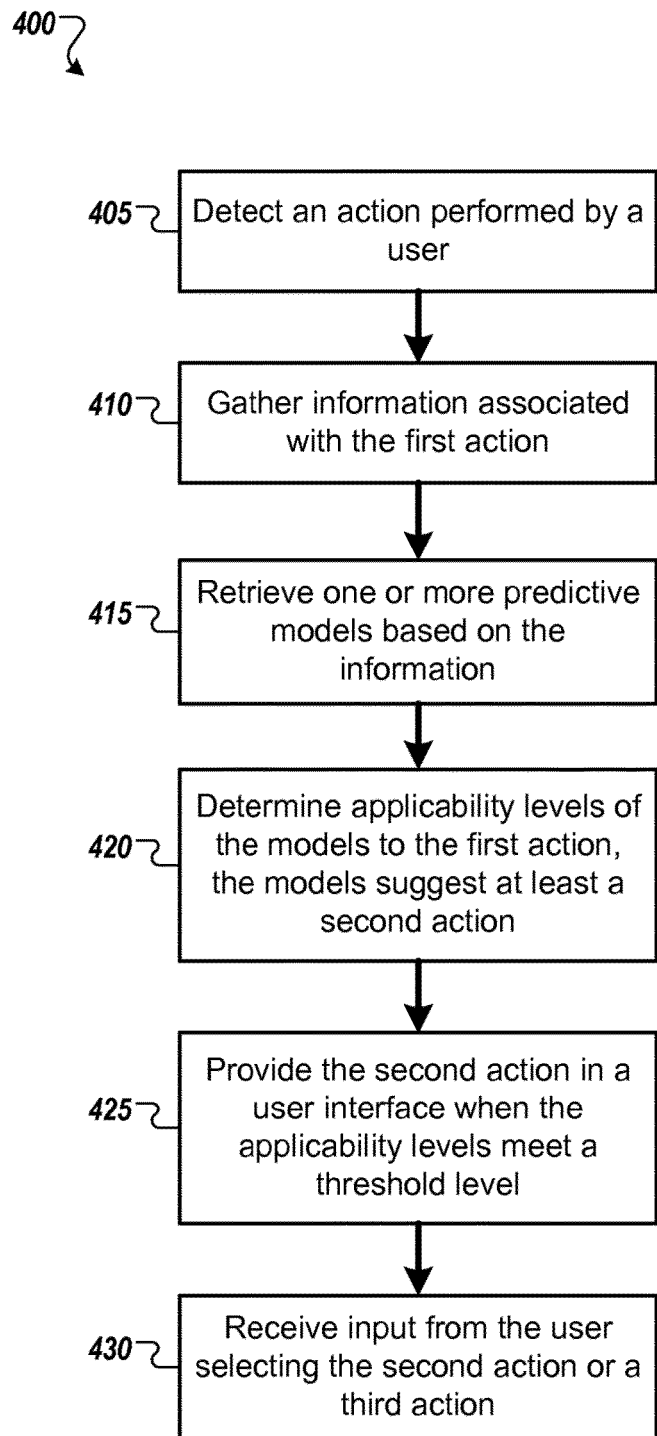 400
405
Detect an action performed by a
user
410
Gather information associated
with the first action
415
Retrieve one or more predictive
models based on the
information
420
Determine applicability levels of
the models to the first action,
the models suggest at least a
second action
425
Provide the second action in a
user interface when the
applicability levels meet a
threshold level
430
Receive input from the user
selecting the second action or a
third action